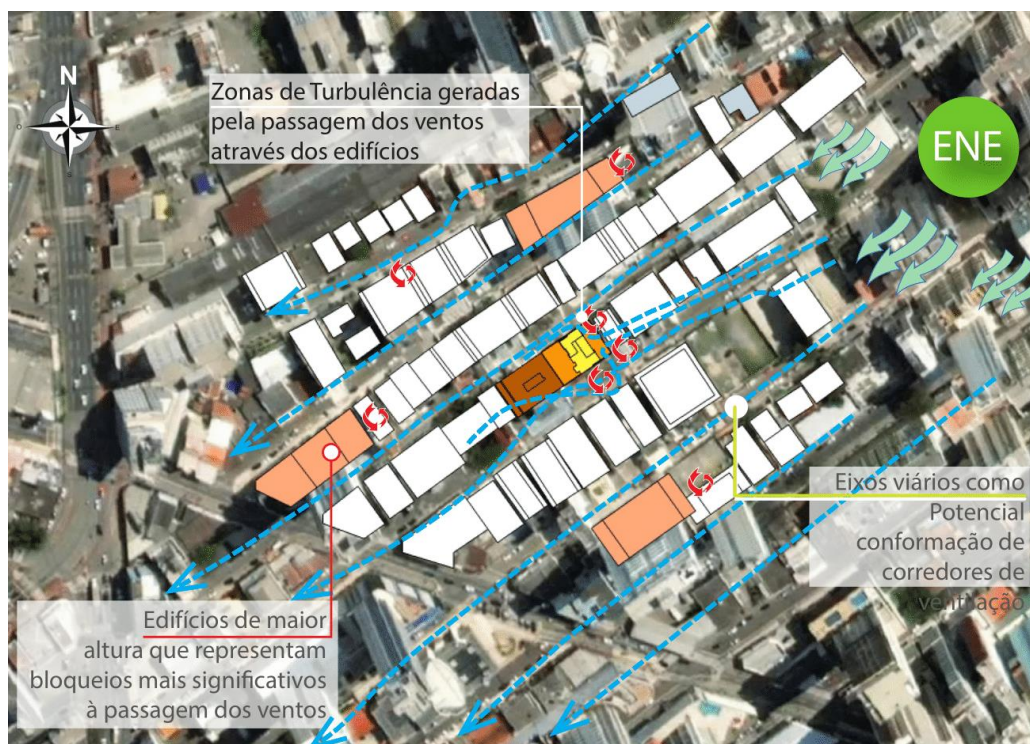 N
Zonas de Turbulência geradas
pela passagem dos ventos
através dos edifícios
ENE
Eixos viários como
Potencial
conformação de
corredores de
ventilação
Edifícios de maior
altura que representam
bloqueios mais significativos
à passagem dos ventos